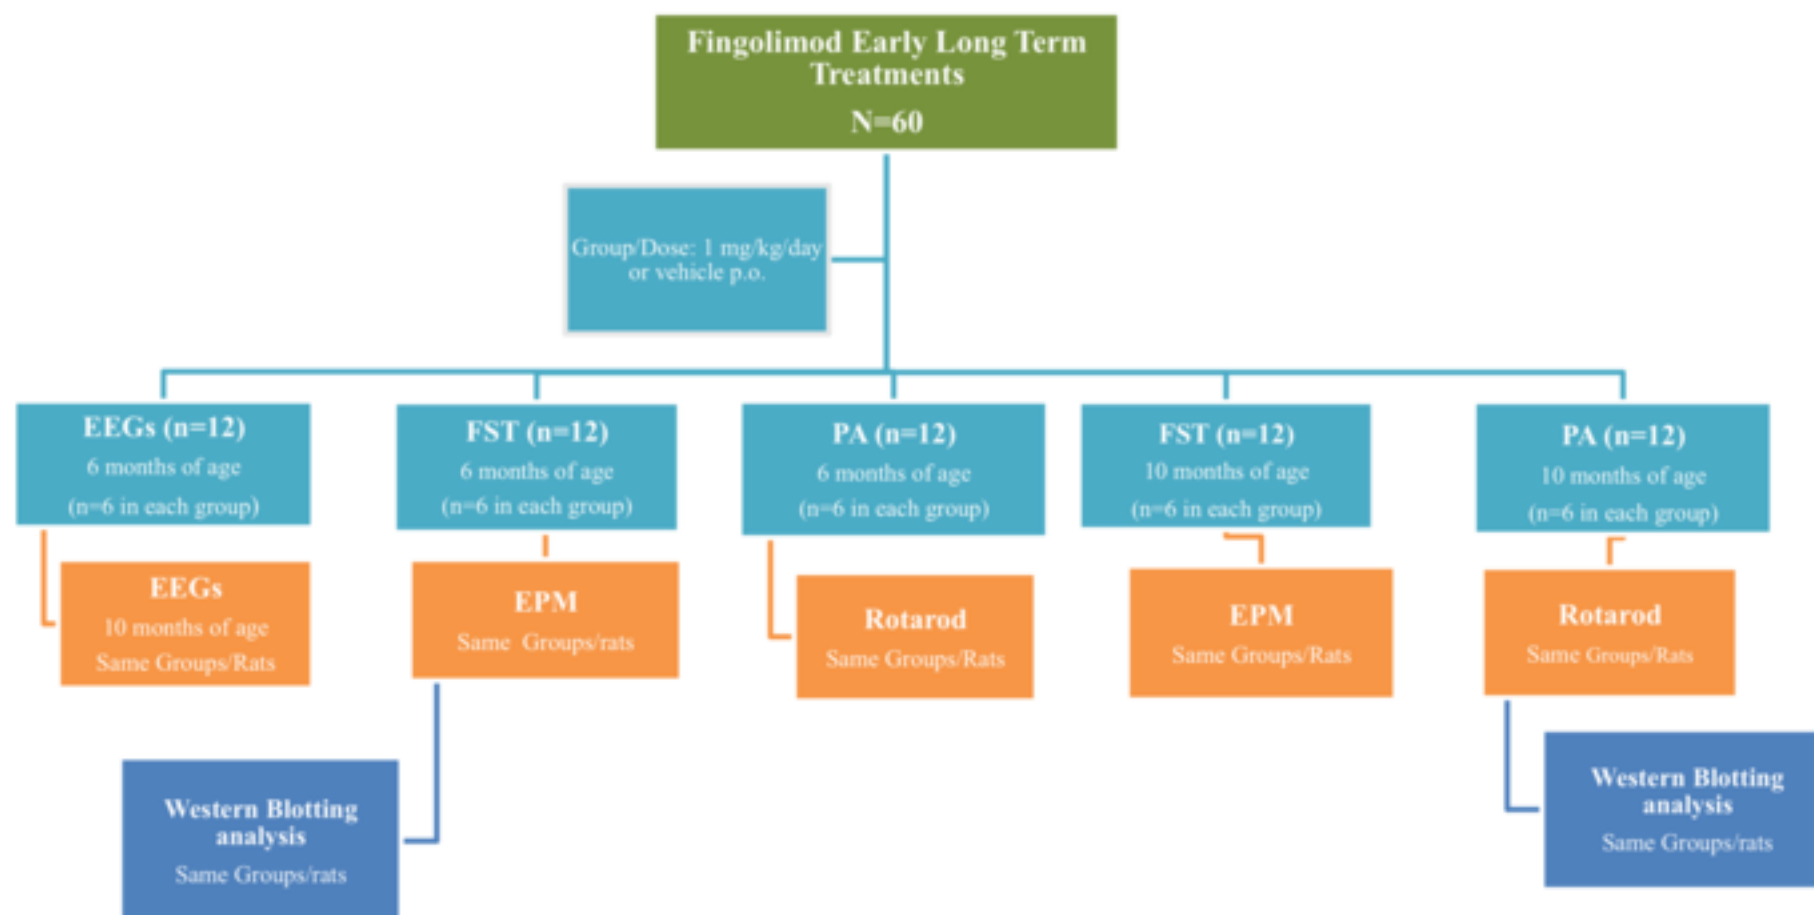 Fingolimod Early Long Term
Treatments
N=60
Group/Dose: 1 mg/kg/day
or vehicle p.o.
EEGs (n=12)
6 months of age
(n=6 in each group)
FST (n=12)
6 months of age
(n=6 in each group)
PA (n=12)
6 months of age
(n=6 in each group)
FST (n=12)
10 months of age
(n=6 in each group)
PA (n=12)
10 months of age
(n=6 in each group)
EEGs
10 months of age
Same Groups/Rats
EPM
Same Groups/rats
Rotarod
Same Groups/Rats
EPM
Same Groups/Rats
Rotarod
Same Groups/Rats
Western Blotting
analysis
Same Groups/rats
Western Blotting
analysis
Same Groups/rats